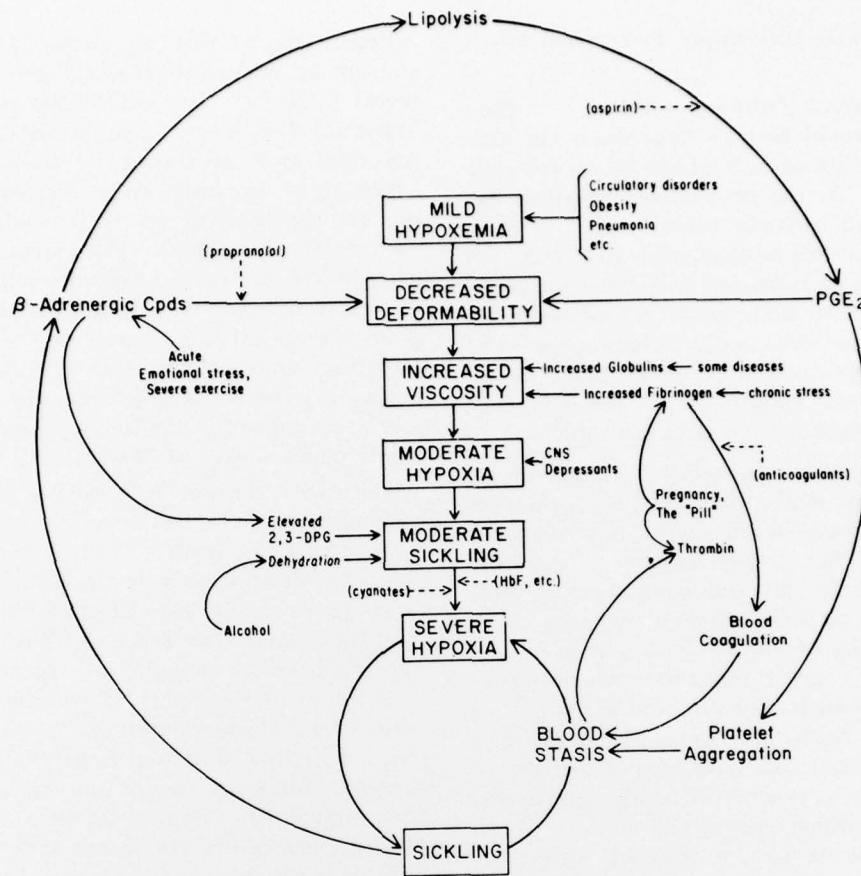 Lipolysis
(aspirin)
Circulatory disorders
Obesity
Pneumonia
etc.
MILD
HYPOXEMIA
(propranolol)
β-Adrenergic Cpds
DECREASED
DEFORMABILITY
PGE2
Acute
Emotional stress,
Severe exercise
INCREASED
VISCOSITY
Increased Globulins
some diseases
Increased Fibrinogen
chronic stress
MODERATE
HYPOXIA
CNS
Depressants
(anticoagulants)
Pregnancy,
The "Pill"
Elevated
2,3-DPG
MODERATE
SICKLING
Dehydration
Thrombin
(cyanates)
(HbF, etc.)
Alcohol
SEVERE
HYPOXIA
Blood
Coagulation
BLOOD
STASIS
Platelet
Aggregation
SICKLING